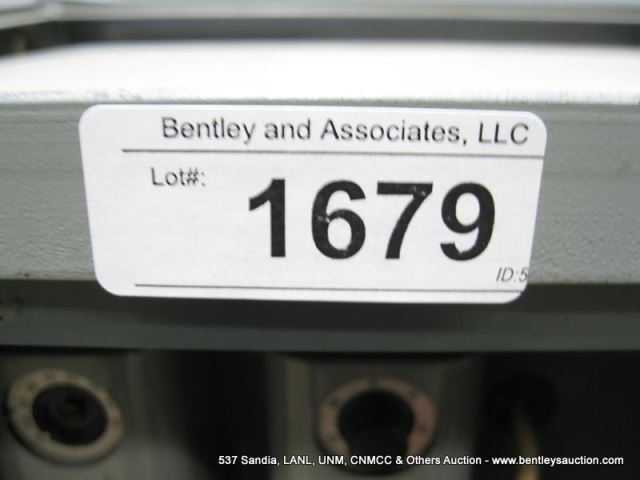 Bentley and Associates, LLC
Lot#:
1679
ID:5
537 Sandia, LANL, UNM, CNMCC & Others Auction - www.bentleysauction.com